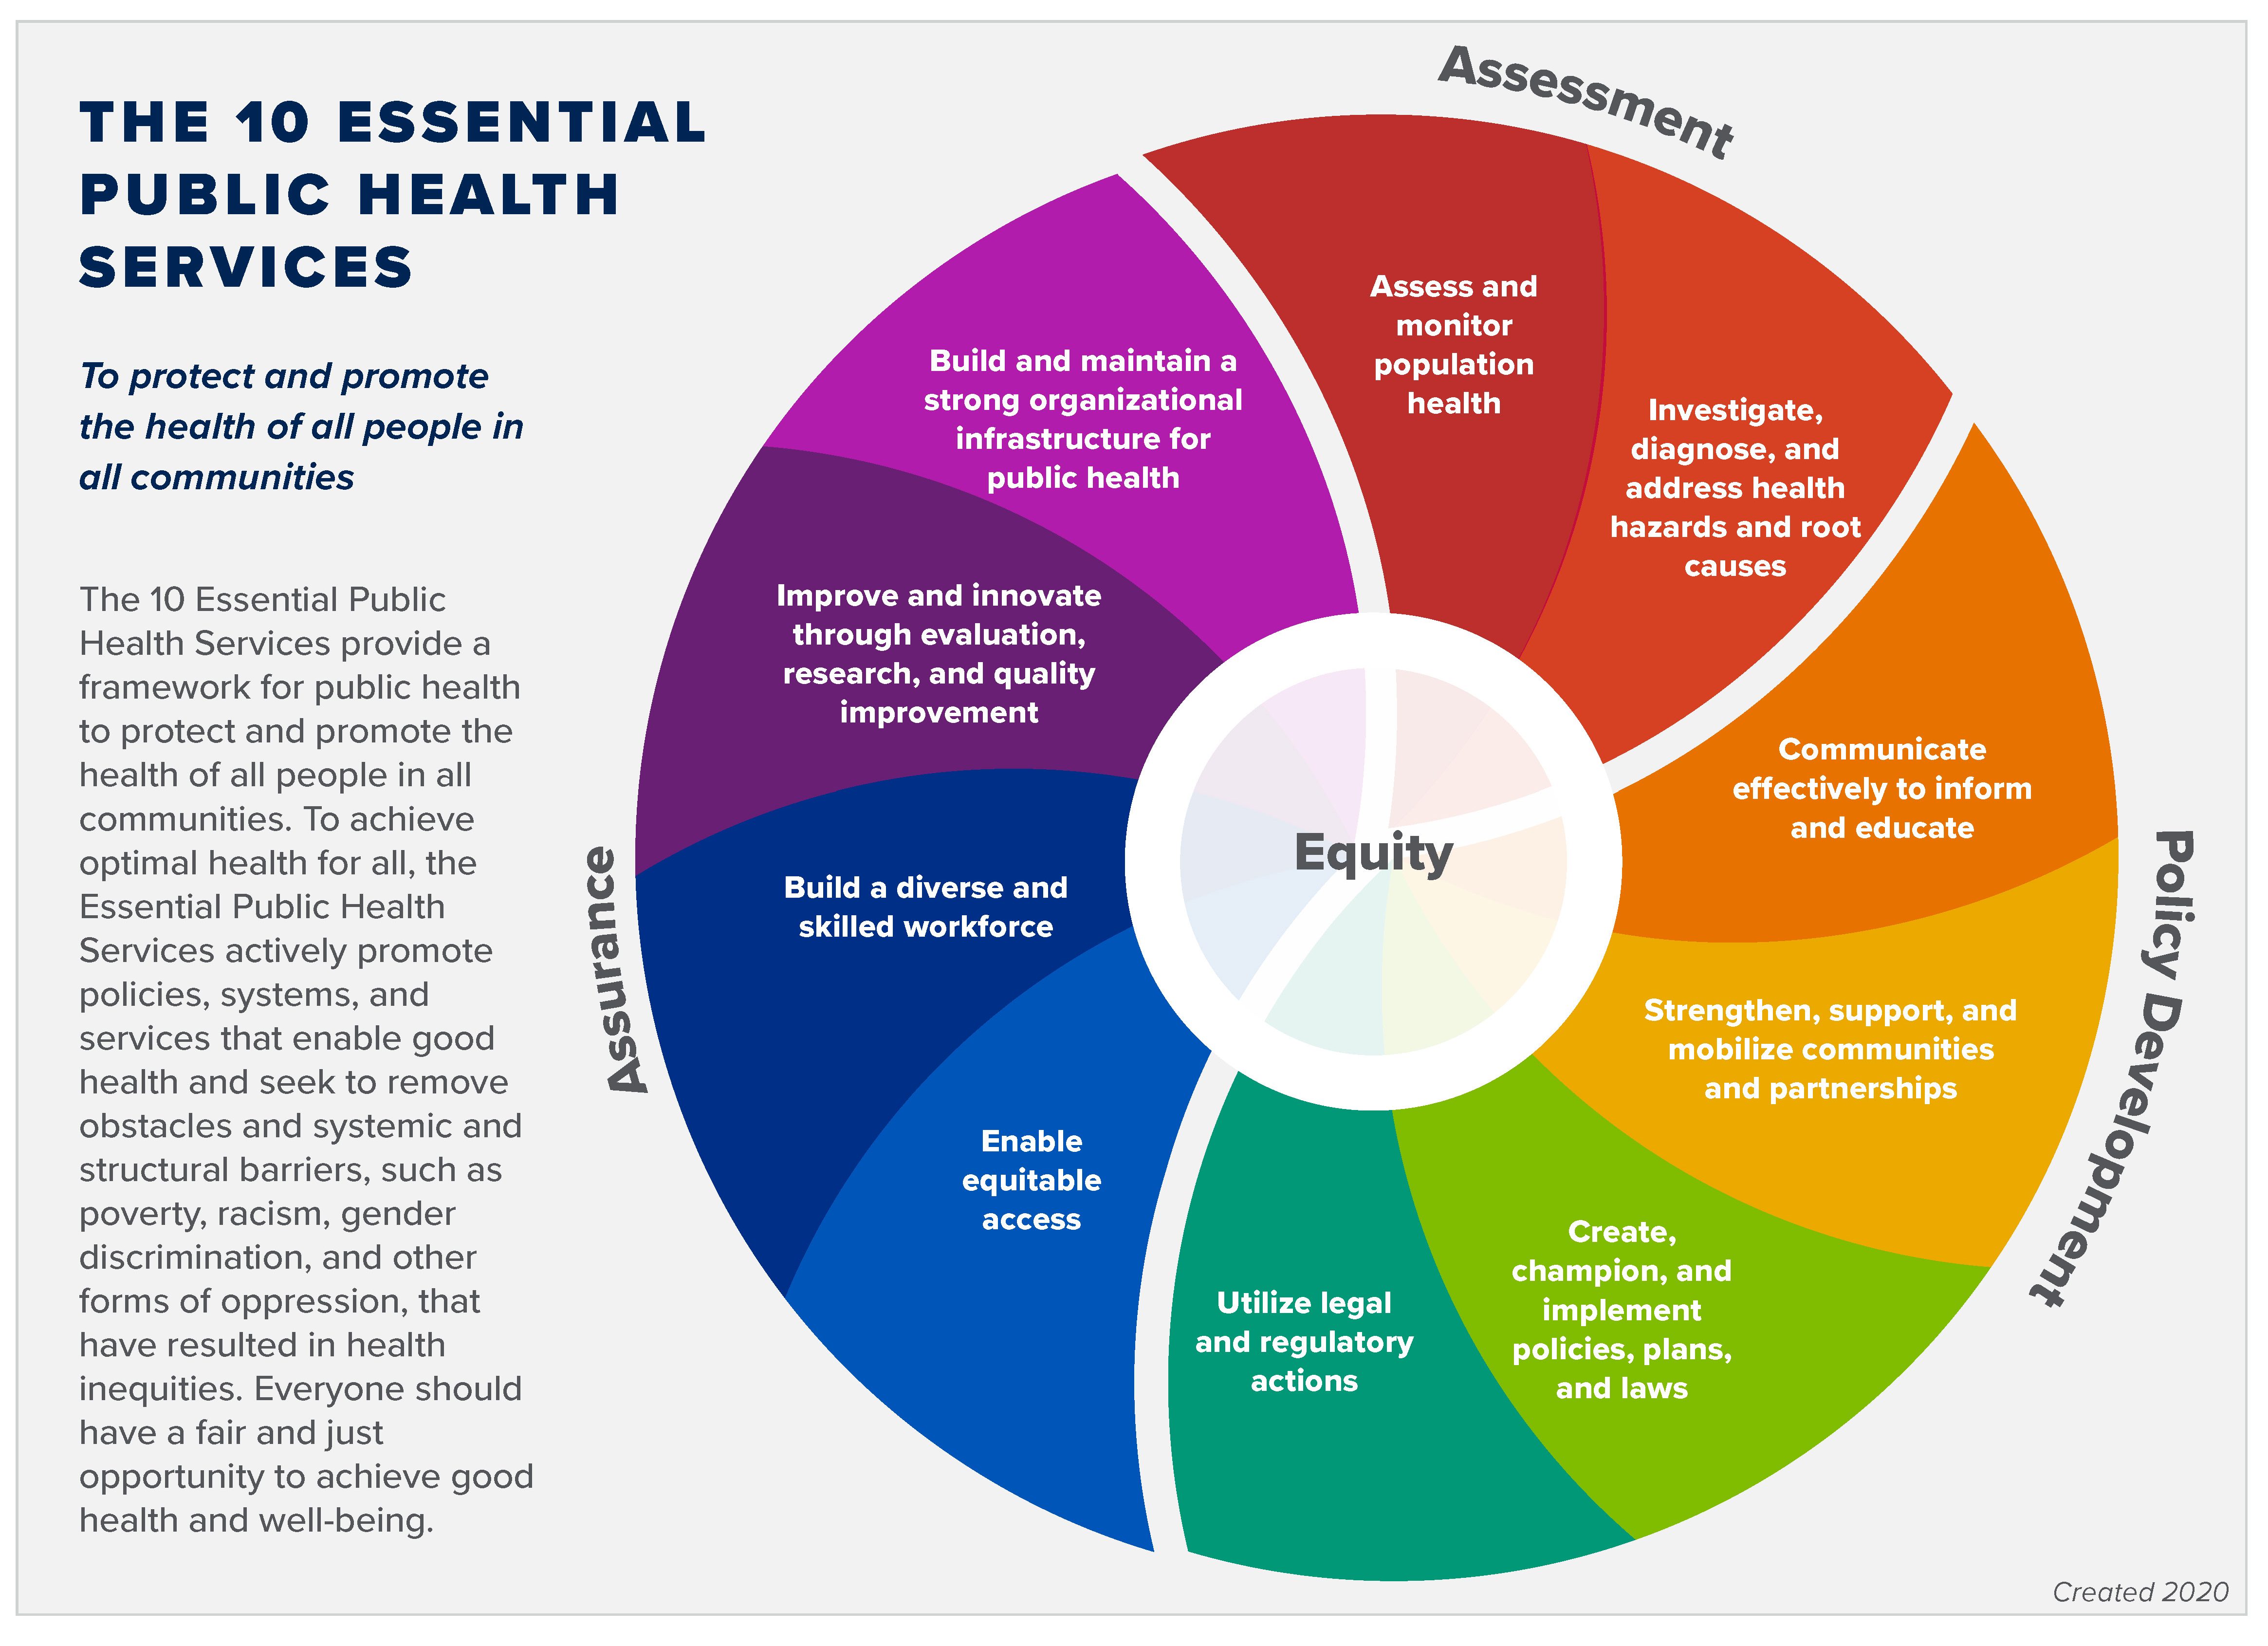 THE 10 ESSENTIAL
PUBLIC HEALTH
SERVICES
To protect and promote
the health of all people in
all communities
The 10 Essential Public
Health Services provide a
framework for public health
to protect and promote the
health of all people in all
communities. To achieve
optimal health for all, the
Essential Public Health
Services actively promote
policies, systems, and
services that enable good
health and seek to remove
obstacles and systemic and
structural barriers, such as
poverty, racism, gender
discrimination, and other
forms of oppression, that
have resulted in health
inequities. Everyone should
have a fair and just
opportunity to achieve good
health and well-being.
Assessment
Assess and
monitor
population
health
Investigate,
diagnose, and
address health
hazards and root
causes
Policy Development
Communicate
effectively to inform
and educate
Strengthen, support, and
mobilize communities
and partnerships
Create,
champion, and
implement
policies, plans,
and laws
Utilize legal
and regulatory
actions
Assurance
Enable
equitable
access
Build a diverse and
skilled workforce
Improve and innovate
through evaluation,
research, and quality
improvement
Build and maintain a
strong organizational
infrastructure for
public health
Equity
Created 2020